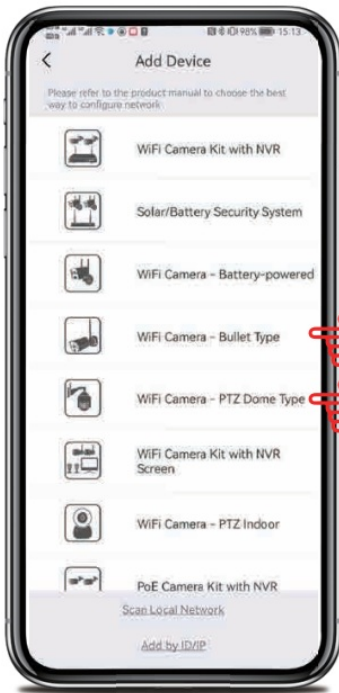 98%
15:13
Add Device
Please refer to the product manual to choose the best
way to configure network
WiFi Camera Kit with NVR
Solar/Battery Security System
WiFi Camera - Battery-powered
WiFi Camera - Bullet Type
WiFi Camera - PTZ Dome Type
WiFi Camera Kit with NVR
Screen
WiFi Camera - PTZ Indoor
PoE Camera Kit with NVR
Scan Local Network
Add by ID/IP